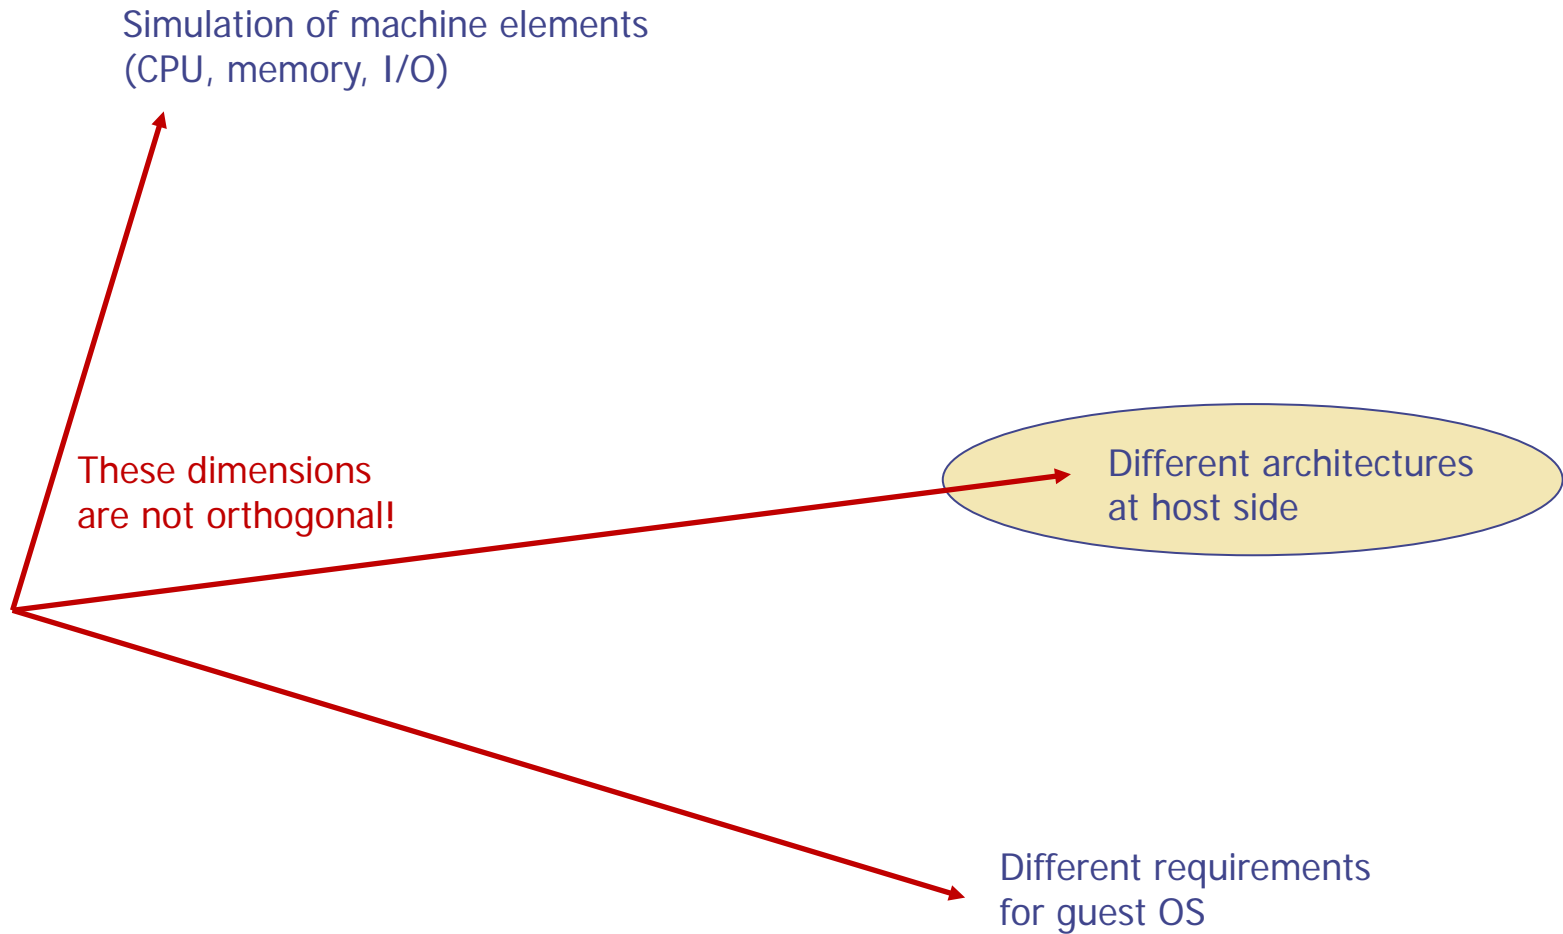 Simulation of machine elements
(CPU, memory, I/O)
These dimensions
are not orthogonal!
Different architectures
at host side
Different requirements
for guest OS